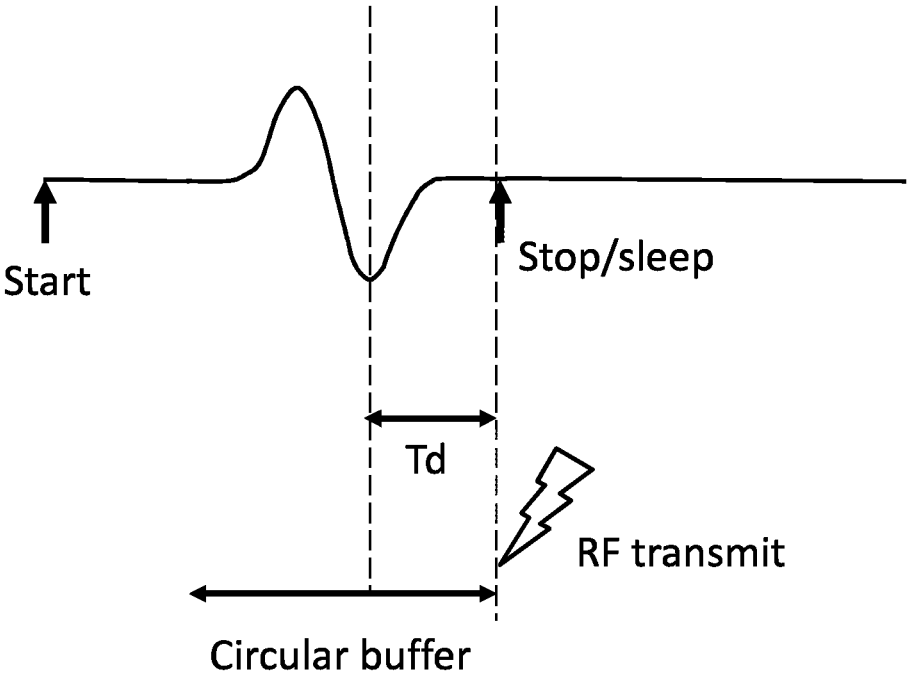 Start
Stop/sleep
Td
RF transmit
Circular buffer